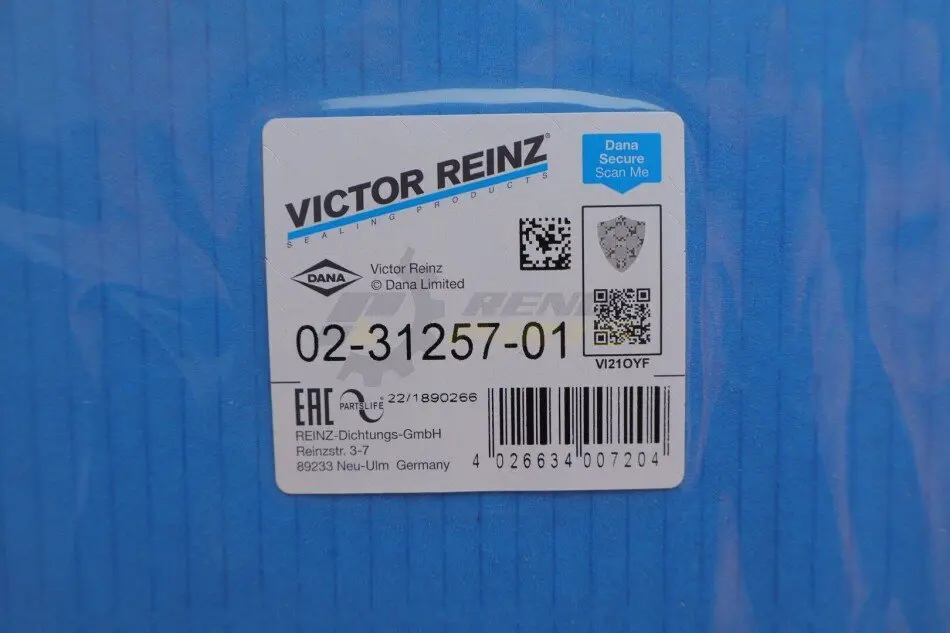 VICTOR REINZ®
SEALING PRODUCTS
Dana
Secure
Scan Me
DANA
Victor Reinz
© Dana Limited
02-31257-01
VI21OYF
EAC
PARTSLIFE®
22/1890266
REINZ-Dichtungs-GmbH
Reinzstr. 3-7
89233 Neu-Ulm Germany
4 026634 007204